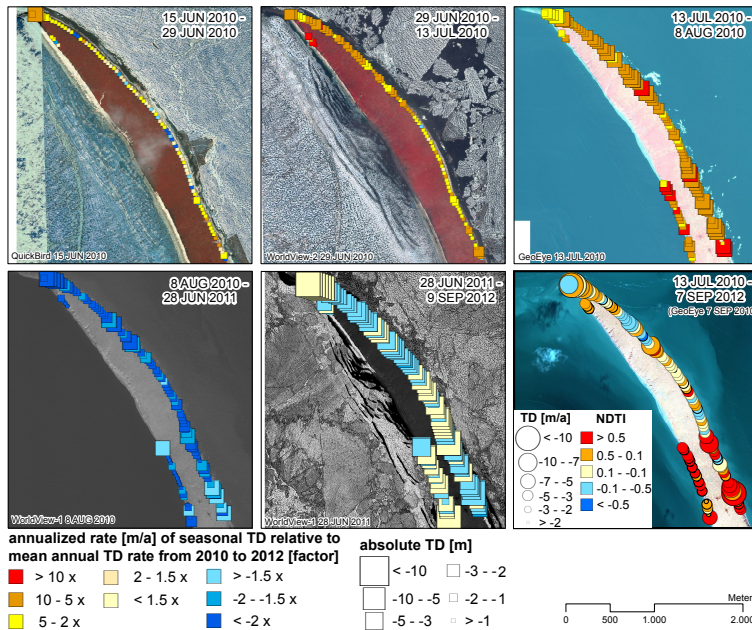 15 JUN 2010 -
29 JUN 2010
QuickBird 15 JUN 2010
29 JUN 2010 -
13 JUL 2010
WorldView-2 29 JUN 2010
13 JUL 2010 -
8 AUG 2010
GeoEye 13 JUL 2010
8 AUG 2010 -
28 JUN 2011
WorldView-1 8 AUG 2010
28 JUN 2011 -
9 SEP 2012
WorldView-1 28 JUN 2011
13 JUL 2010 -
7 SEP 2012
(GeoEye 7 SEP 2010
TD [m/a] NDTI
< -10 > 0.5
-10 - -7 0.5 - 0.1
-7 - -5 0.1 - -0.1
-5 - -3 -0.1 - -0.5
-3 - -2 < -0.5
> -2
annualized rate [m/a] of seasonal TD relative to
mean annual TD rate from 2010 to 2012 [factor]
> 10 x 2 - 1.5 x > -1.5 x
10 - 5 x < 1.5 x -2 - -1.5 x
5 - 2 x < -2 x
absolute TD [m]
< -10 -3 - -2
-10 - -5 -2 - -1
-5 - -3 > -1
Meter
0 500 1.000 2.000